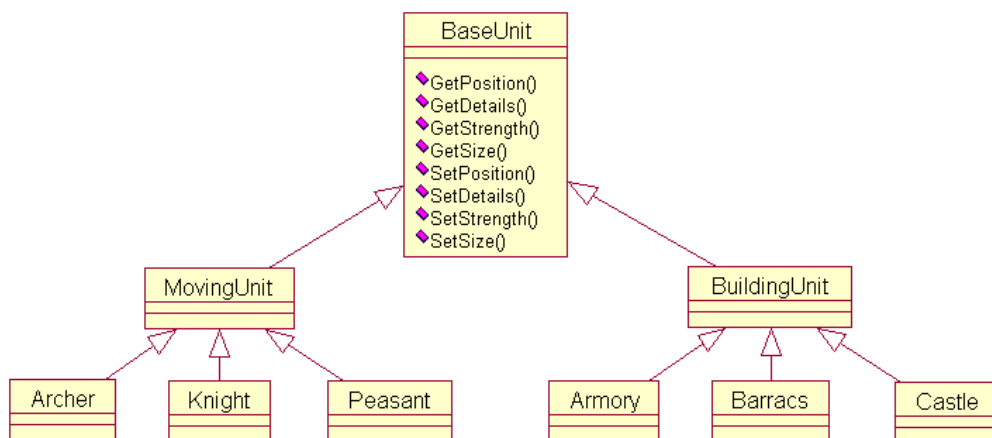 BaseUnit
GetPosition()
GetDetails()
GetStrength()
GetSize()
SetPosition()
SetDetails()
SetStrength()
SetSize()
MovingUnit
BuildingUnit
Archer
Knight
Peasant
Armory
Barracs
Castle